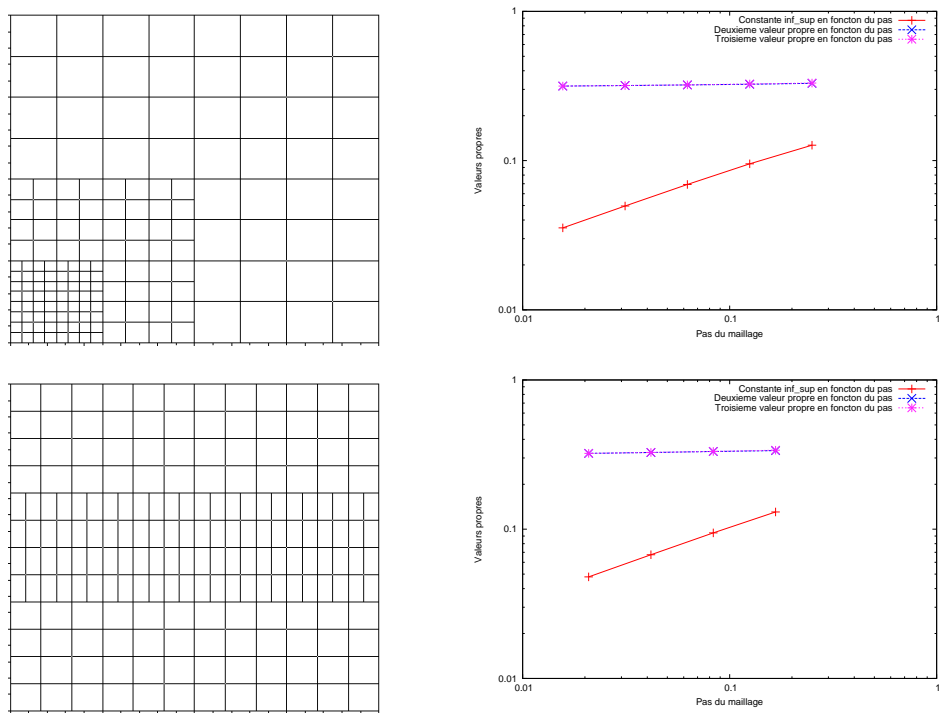 1
Constante inf_sup en foncton du pas
Deuxieme valeur propre en foncton du pas
Troisieme valeur propre en foncton du pas
Valeurs propres
0.1
0.01
0.01
0.1
1
Pas du maillage
1
Constante inf_sup en foncton du pas
Deuxieme valeur propre en foncton du pas
Troisieme valeur propre en foncton du pas
Valeurs propres
0.1
0.01
0.01
0.1
1
Pas du maillage